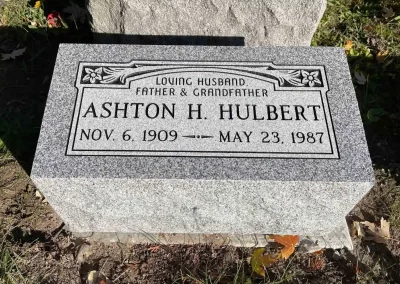 LOVING HUSBAND
FATHER & GRANDFATHER
ASHTON H. HULBERT
NOV. 6, 1909 — MAY 23, 1987